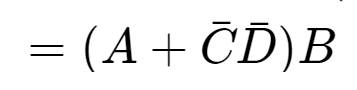 = (A + C̄D̄)B